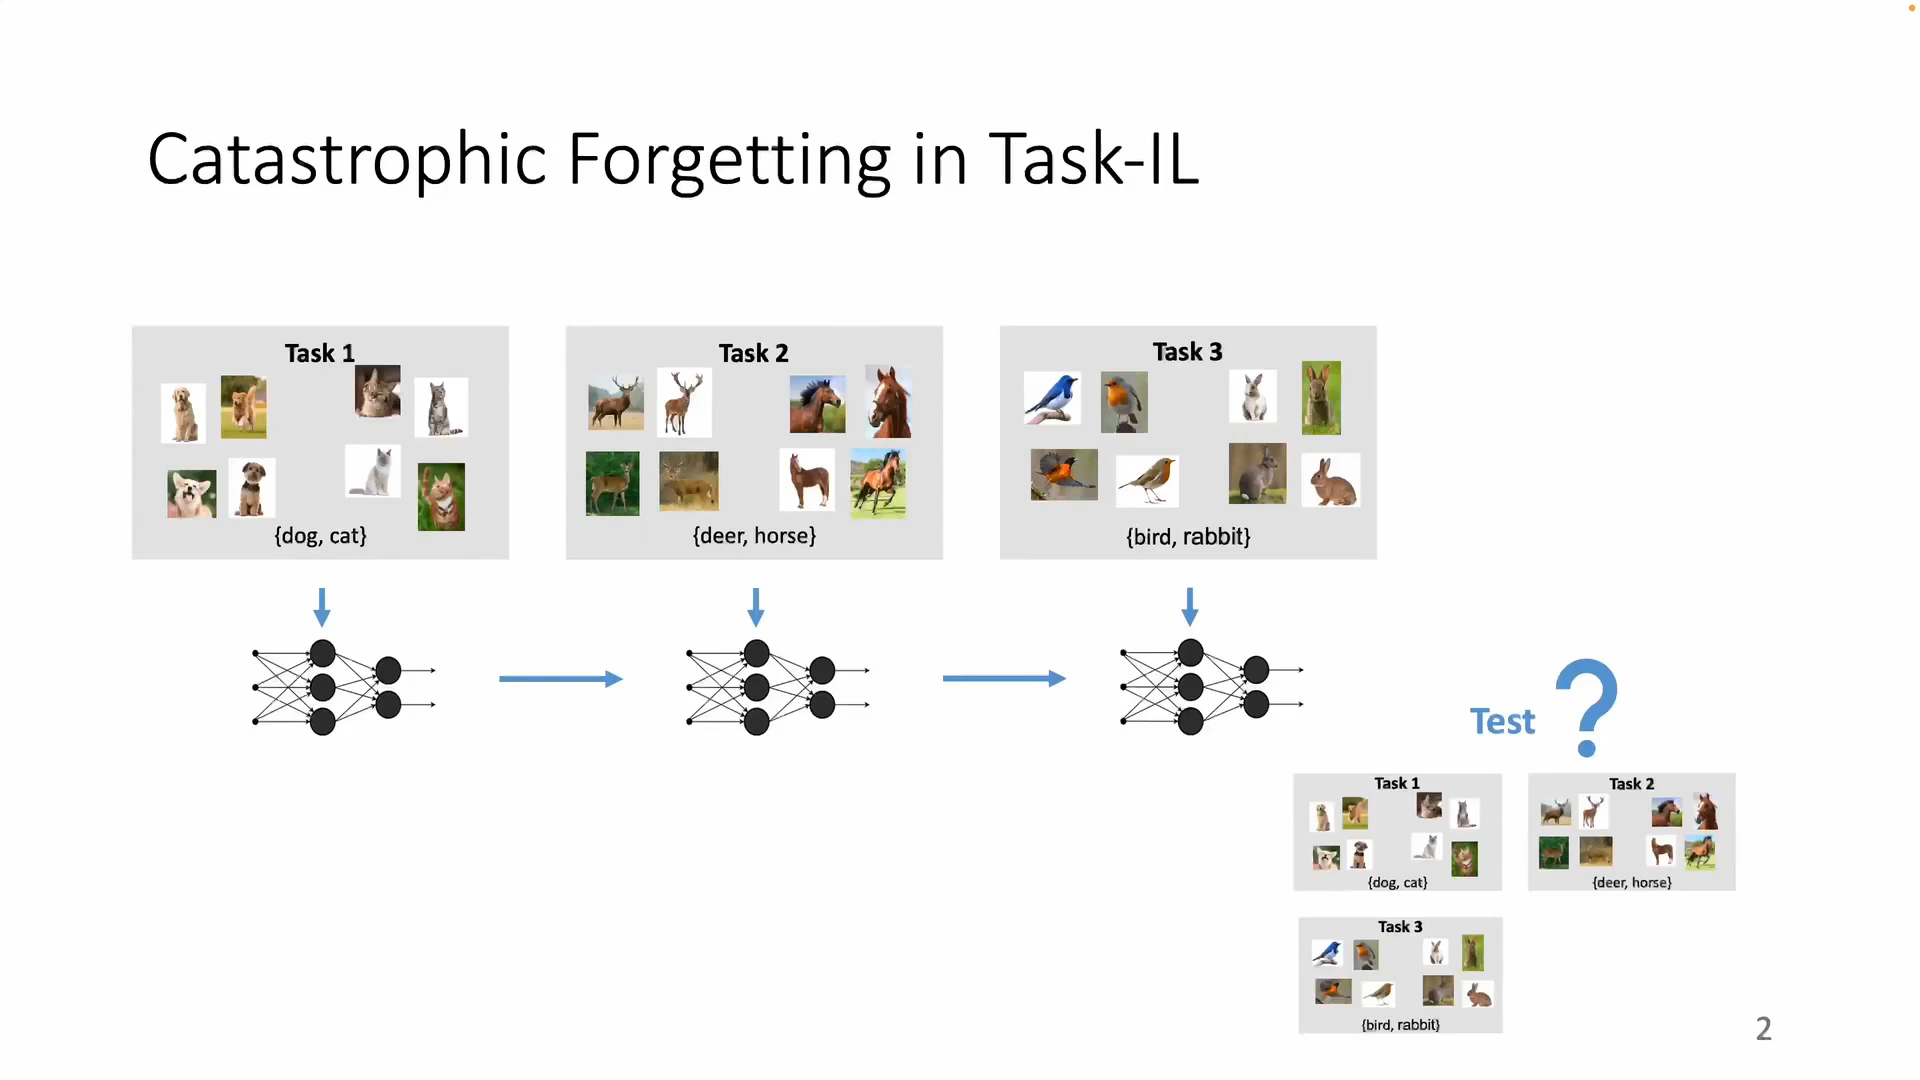 Catastrophic Forgetting in Task-IL
Task 1
{dog, cat}
Task 2
{deer, horse}
Task 3
{bird, rabbit}
Test ?
Task 1
{dog, cat}
Task 2
{deer, horse}
Task 3
{bird, rabbit}
2